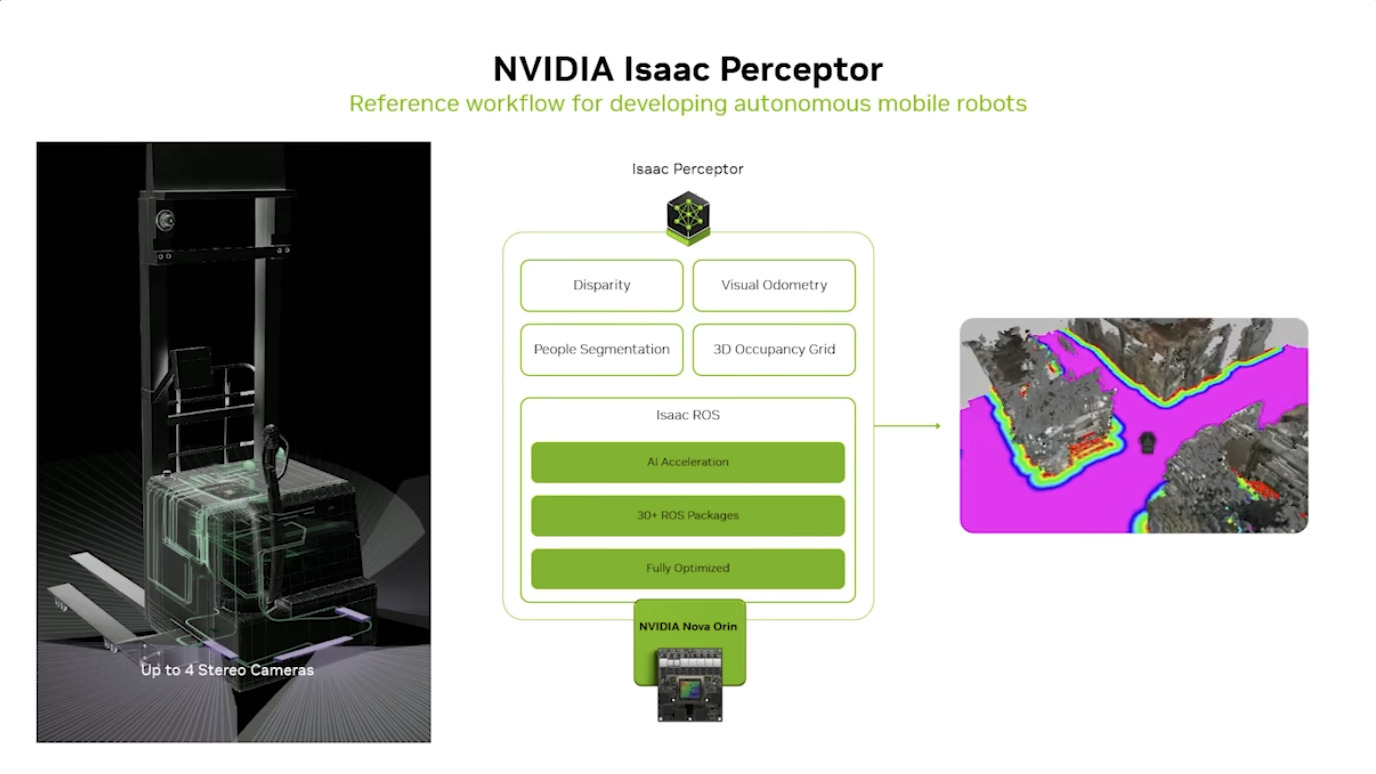 NVIDIA Isaac Perceptor
Reference workflow for developing autonomous mobile robots
Up to 4 Stereo Cameras
Isaac Perceptor
Disparity
Visual Odometry
People Segmentation
3D Occupancy Grid
Isaac ROS
AI Acceleration
30+ ROS Packages
Fully Optimized
NVIDIA Nova Orin